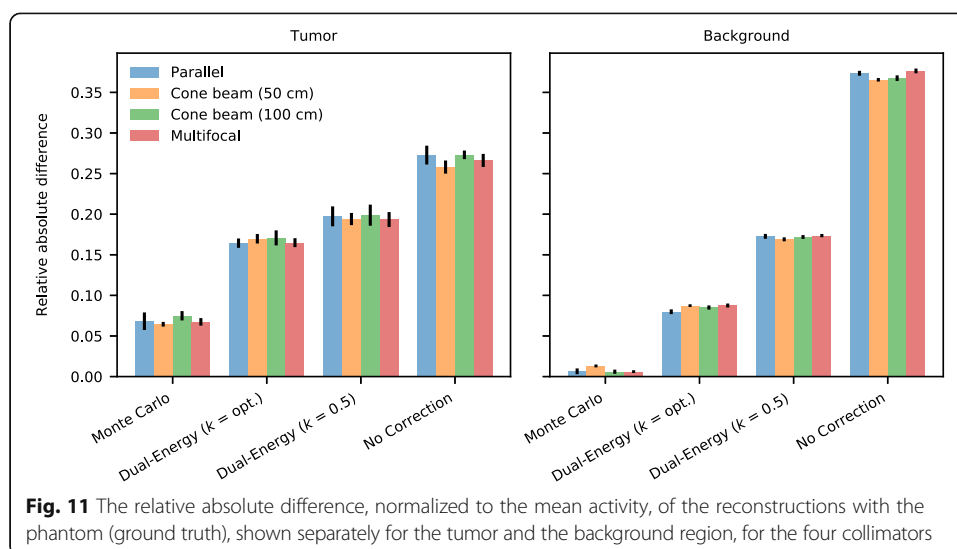 Tumor
Background
Parallel
Cone beam (50 cm)
Cone beam (100 cm)
Multifocal
Relative absolute difference
0.35
0.30
0.25
0.20
0.15
0.10
0.05
0.00
Monte Carlo
Dual-Energy (k = opt.)
Dual-Energy (k = 0.5)
No Correction
Monte Carlo
Dual-Energy (k = opt.)
Dual-Energy (k = 0.5)
No Correction
Fig. 11 The relative absolute difference, normalized to the mean activity, of the reconstructions with the
phantom (ground truth), shown separately for the tumor and the background region, for the four collimators